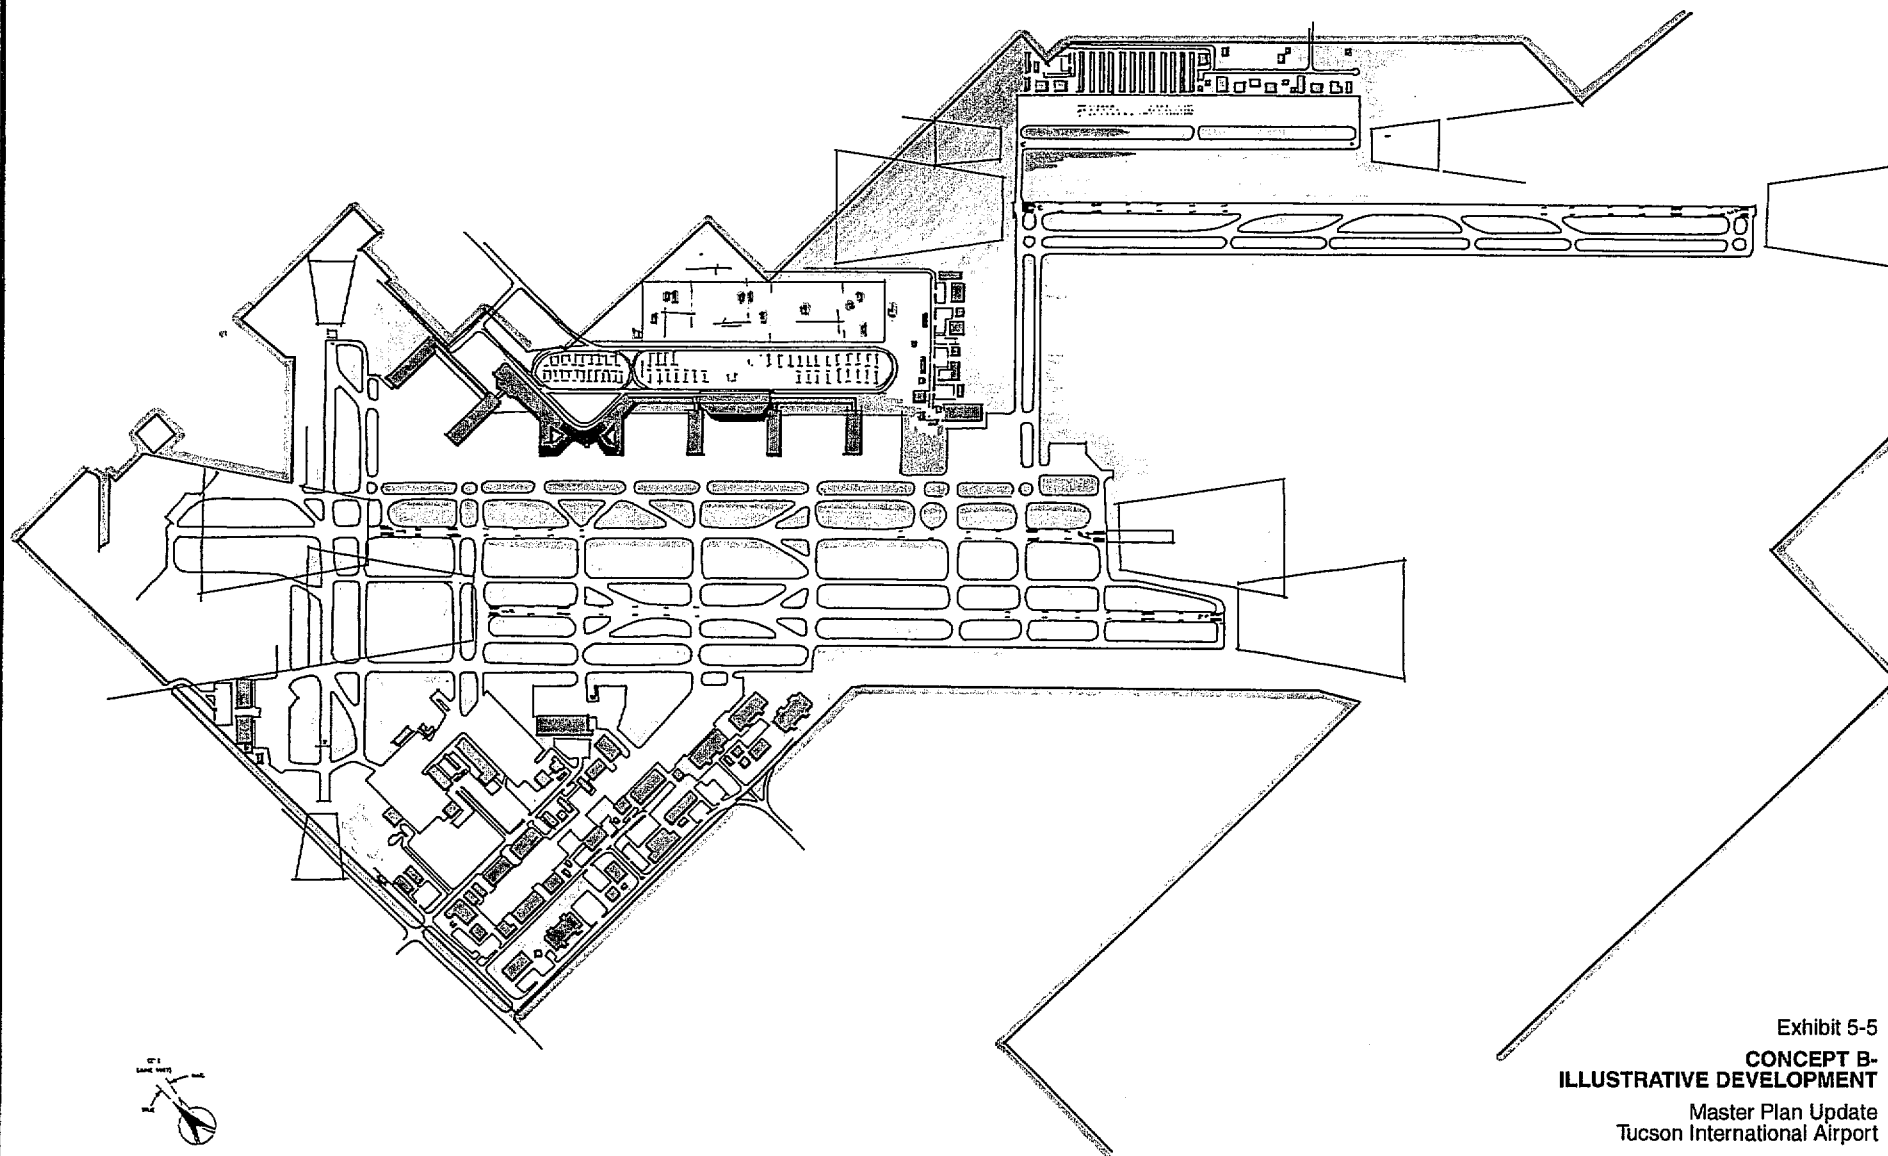 Exhibit 5-5
CONCEPT B-
ILLUSTRATIVE DEVELOPMENT
Master Plan Update
Tucson International Airport